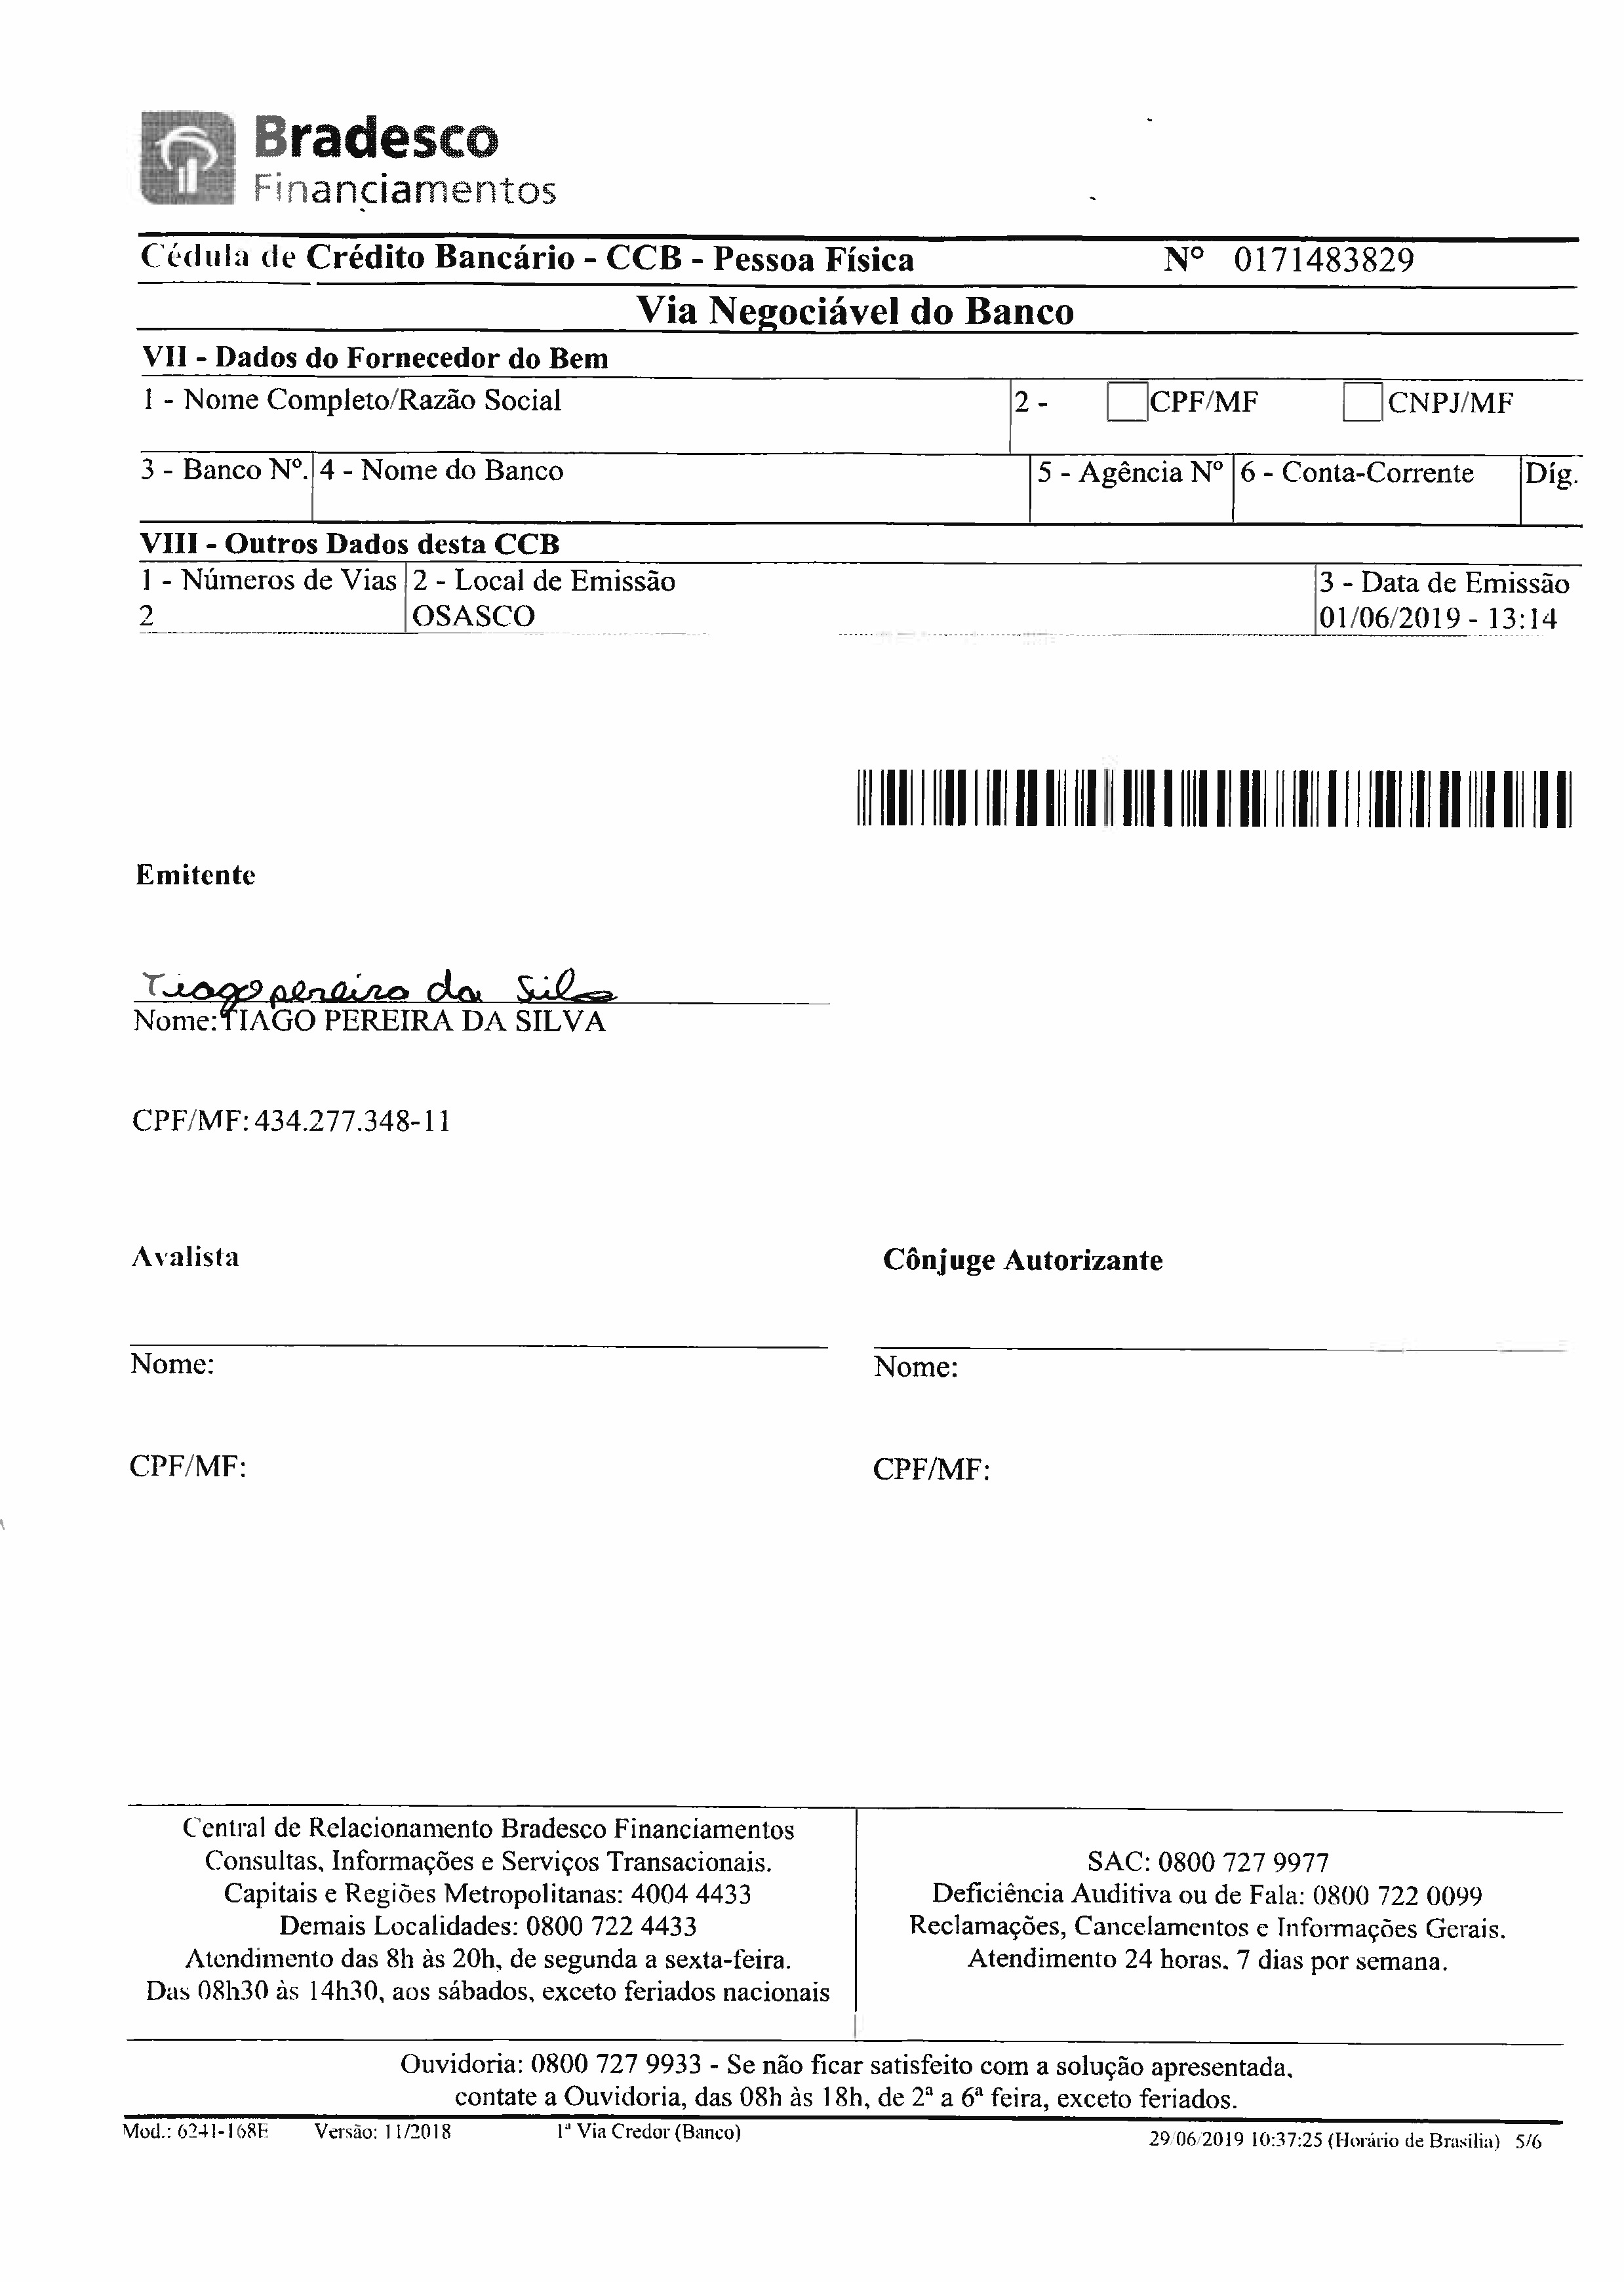 Bradesco
Financiamentos
Cédula de Crédito Bancário - CCB - Pessoa Física Nº 0171483829
Via Negociável do Banco
VII - Dados do Fornecedor do Bem
1 - Nome Completo/Razão Social 2 - CPF/MF CNPJ/MF
3 - Banco Nº. 4 - Nome do Banco 5 - Agência Nº 6 - Conta-Corrente Díg.
VIII - Outros Dados desta CCB
1 - Números de Vias 2 - Local de Emissão 3 - Data de Emissão
2 OSASCO 01/06/2019 - 13:14
Emitente
Tiago pereira da Silva
Nome: TIAGO PEREIRA DA SILVA
CPF/MF: 434.277.348-11
Avalista Cônjuge Autorizante
Nome: Nome:
CPF/MF: CPF/MF:
Central de Relacionamento Bradesco Financiamentos
Consultas, Informações e Serviços Transacionais.
Capitais e Regiões Metropolitanas: 4004 4433
Demais Localidades: 0800 722 4433
Atendimento das 8h às 20h, de segunda a sexta-feira.
Das 08h30 às 14h30, aos sábados, exceto feriados nacionais
SAC: 0800 727 9977
Deficiência Auditiva ou de Fala: 0800 722 0099
Reclamações, Cancelamentos e Informações Gerais.
Atendimento 24 horas, 7 dias por semana.
Ouvidoria: 0800 727 9933 - Se não ficar satisfeito com a solução apresentada,
contate a Ouvidoria, das 08h às 18h, de 2ª a 6ª feira, exceto feriados.
Mod.: 6241-168E Versão: 11/2018 1ª Via Credor (Banco) 29/06/2019 10:37:25 (Horário de Brasília) 5/6